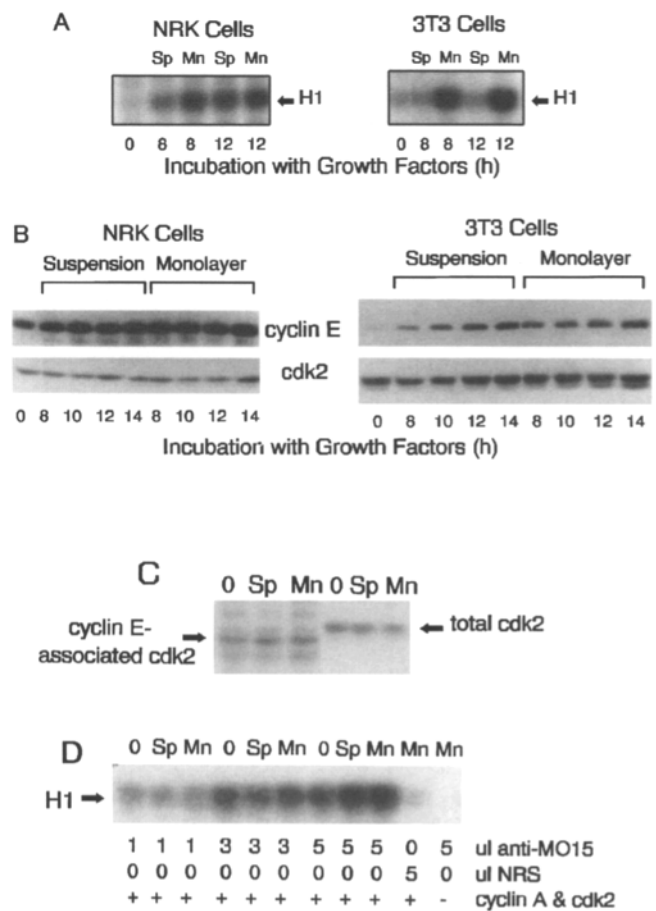 A
NRK Cells
3T3 Cells
Sp Mn Sp Mn
Sp Mn Sp Mn
H1
H1
0 8 8 12 12
0 8 8 12 12
Incubation with Growth Factors (h)
B
NRK Cells
3T3 Cells
Suspension Monolayer
Suspension Monolayer
cyclin E
cdk2
0 8 10 12 14 8 10 12 14
0 8 10 12 14 8 10 12 14
Incubation with Growth Factors (h)
C
0 Sp Mn 0 Sp Mn
cyclin E-
associated cdk2
total cdk2
D
0 Sp Mn 0 Sp Mn 0 Sp Mn Mn Mn
H1
1 1 1 3 3 3 5 5 5 0 5 ul anti-MO15
0 0 0 0 0 0 0 0 0 5 0 ul NRS
+ + + + + + + + + + - cyclin A & cdk2